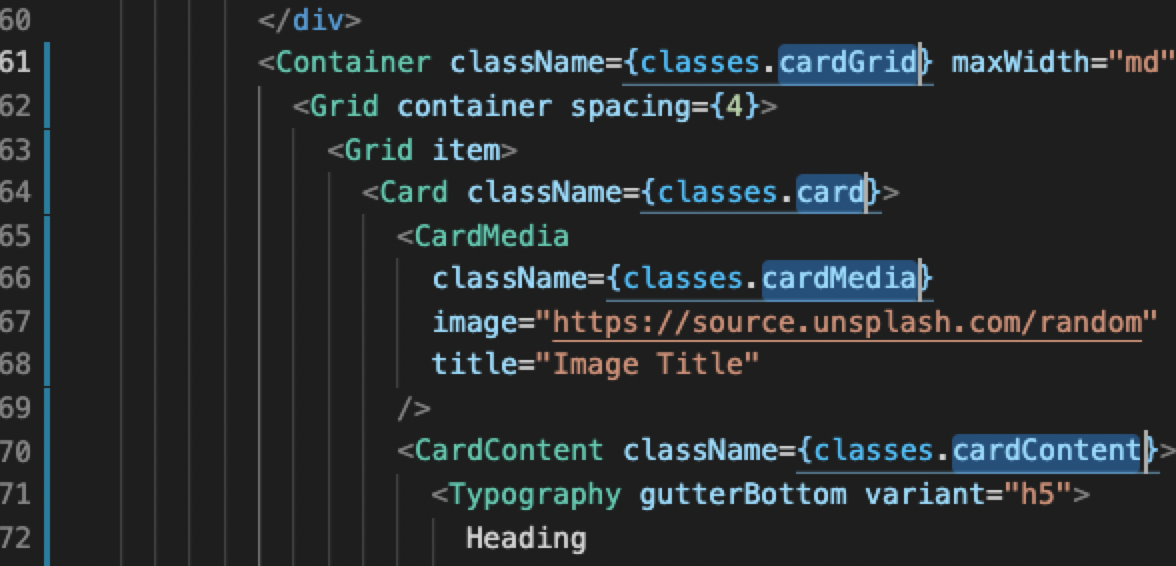 60 </div>
61 <Container className={classes.cardGrid} maxWidth="md"
62 <Grid container spacing={4}>
63 <Grid item>
64 <Card className={classes.card}>
65 <CardMedia
66 className={classes.cardMedia}
67 image="https://source.unsplash.com/random"
68 title="Image Title"
69 />
70 <CardContent className={classes.cardContent}>
71 <Typography gutterBottom variant="h5">
72 Heading